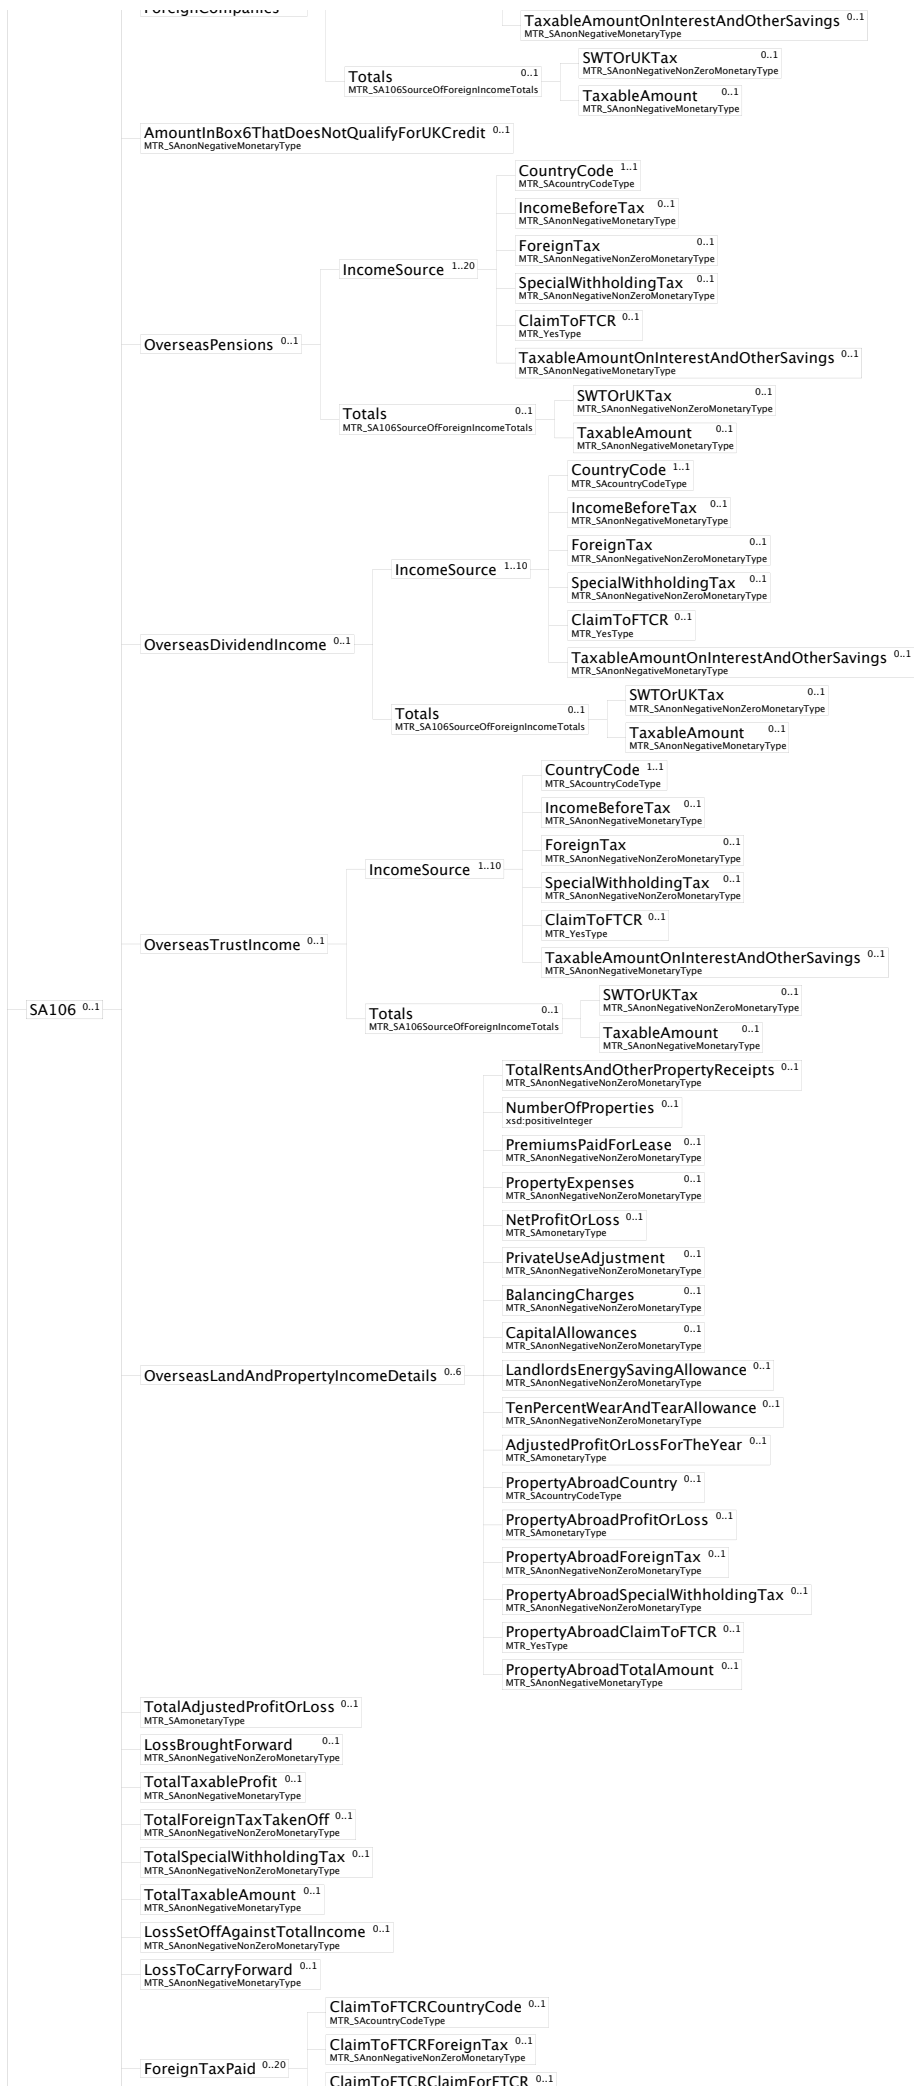 ForeignCompanies
TaxableAmountOnInterestAndOtherSavings 0..1
MTR_SAnonNegativeMonetaryType
Totals 0..1
MTR_SA106SourceOfForeignIncomeTotals
SWTOrUKTax 0..1
MTR_SAnonNegativeNonZeroMonetaryType
TaxableAmount 0..1
MTR_SAnonNegativeMonetaryType
AmountInBox6ThatDoesNotQualifyForUKCredit 0..1
MTR_SAnonNegativeMonetaryType
OverseasPensions 0..1
IncomeSource 1..20
CountryCode 1..1
MTR_SAcountryCodeType
IncomeBeforeTax 0..1
MTR_SAnonNegativeMonetaryType
ForeignTax 0..1
MTR_SAnonNegativeNonZeroMonetaryType
SpecialWithholdingTax 0..1
MTR_SAnonNegativeNonZeroMonetaryType
ClaimToFTCR 0..1
MTR_YesType
TaxableAmountOnInterestAndOtherSavings 0..1
MTR_SAnonNegativeMonetaryType
Totals 0..1
MTR_SA106SourceOfForeignIncomeTotals
SWTOrUKTax 0..1
MTR_SAnonNegativeNonZeroMonetaryType
TaxableAmount 0..1
MTR_SAnonNegativeMonetaryType
OverseasDividendIncome 0..1
IncomeSource 1..10
CountryCode 1..1
MTR_SAcountryCodeType
IncomeBeforeTax 0..1
MTR_SAnonNegativeMonetaryType
ForeignTax 0..1
MTR_SAnonNegativeNonZeroMonetaryType
SpecialWithholdingTax 0..1
MTR_SAnonNegativeNonZeroMonetaryType
ClaimToFTCR 0..1
MTR_YesType
TaxableAmountOnInterestAndOtherSavings 0..1
MTR_SAnonNegativeMonetaryType
Totals 0..1
MTR_SA106SourceOfForeignIncomeTotals
SWTOrUKTax 0..1
MTR_SAnonNegativeNonZeroMonetaryType
TaxableAmount 0..1
MTR_SAnonNegativeMonetaryType
SA106 0..1
OverseasTrustIncome 0..1
IncomeSource 1..10
CountryCode 1..1
MTR_SAcountryCodeType
IncomeBeforeTax 0..1
MTR_SAnonNegativeMonetaryType
ForeignTax 0..1
MTR_SAnonNegativeNonZeroMonetaryType
SpecialWithholdingTax 0..1
MTR_SAnonNegativeNonZeroMonetaryType
ClaimToFTCR 0..1
MTR_YesType
TaxableAmountOnInterestAndOtherSavings 0..1
MTR_SAnonNegativeMonetaryType
Totals 0..1
MTR_SA106SourceOfForeignIncomeTotals
SWTOrUKTax 0..1
MTR_SAnonNegativeNonZeroMonetaryType
TaxableAmount 0..1
MTR_SAnonNegativeMonetaryType
OverseasLandAndPropertyIncomeDetails 0..6
TotalRentsAndOtherPropertyReceipts 0..1
MTR_SAnonNegativeNonZeroMonetaryType
NumberOfProperties 0..1
xsd:positiveInteger
PremiumsPaidForLease 0..1
MTR_SAnonNegativeNonZeroMonetaryType
PropertyExpenses 0..1
MTR_SAnonNegativeNonZeroMonetaryType
NetProfitOrLoss 0..1
MTR_SAmonetaryType
PrivateUseAdjustment 0..1
MTR_SAnonNegativeNonZeroMonetaryType
BalancingCharges 0..1
MTR_SAnonNegativeNonZeroMonetaryType
CapitalAllowances 0..1
MTR_SAnonNegativeNonZeroMonetaryType
LandlordsEnergySavingAllowance 0..1
MTR_SAnonNegativeNonZeroMonetaryType
TenPercentWearAndTearAllowance 0..1
MTR_SAnonNegativeNonZeroMonetaryType
AdjustedProfitOrLossForTheYear 0..1
MTR_SAmonetaryType
PropertyAbroadCountry 0..1
MTR_SAcountryCodeType
PropertyAbroadProfitOrLoss 0..1
MTR_SAmonetaryType
PropertyAbroadForeignTax 0..1
MTR_SAnonNegativeNonZeroMonetaryType
PropertyAbroadSpecialWithholdingTax 0..1
MTR_SAnonNegativeNonZeroMonetaryType
PropertyAbroadClaimToFTCR 0..1
MTR_YesType
PropertyAbroadTotalAmount 0..1
MTR_SAnonNegativeMonetaryType
TotalAdjustedProfitOrLoss 0..1
MTR_SAmonetaryType
LossBroughtForward 0..1
MTR_SAnonNegativeNonZeroMonetaryType
TotalTaxableProfit 0..1
MTR_SAnonNegativeMonetaryType
TotalForeignTaxTakenOff 0..1
MTR_SAnonNegativeNonZeroMonetaryType
TotalSpecialWithholdingTax 0..1
MTR_SAnonNegativeNonZeroMonetaryType
TotalTaxableAmount 0..1
MTR_SAnonNegativeMonetaryType
LossSetOffAgainstTotalIncome 0..1
MTR_SAnonNegativeNonZeroMonetaryType
LossToCarryForward 0..1
MTR_SAnonNegativeMonetaryType
ForeignTaxPaid 0..20
ClaimToFTCRCountryCode 0..1
MTR_SAcountryCodeType
ClaimToFTCRForeignTax 0..1
MTR_SAnonNegativeNonZeroMonetaryType
ClaimToFTCRClaimForFTCR 0..1